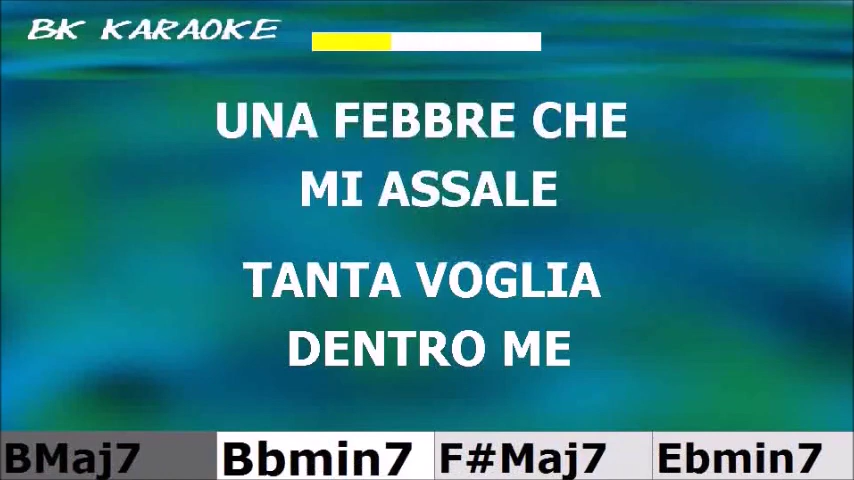 BK KARAOKE
UNA FEBBRE CHE
MI ASSALE
TANTA VOGLIA
DENTRO ME
BMaj7 Bbmin7 F#Maj7 Ebmin7